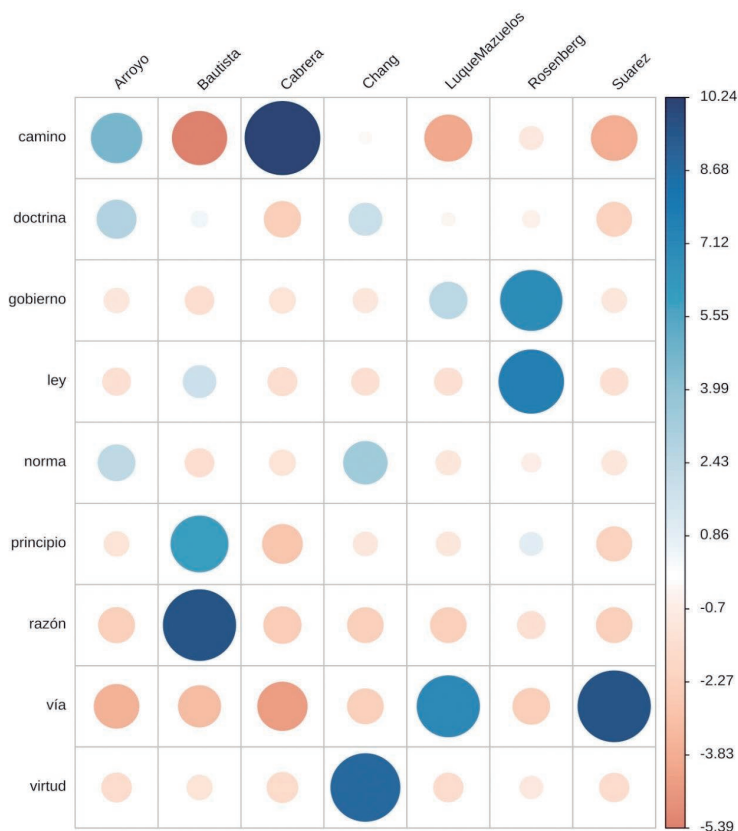 Arroyo Bautista Cabrera Chang LuqueMazuelos Rosenberg Suarez
camino
doctrina
gobierno
ley
norma
principio
razón
vía
virtud
10.24
8.68
7.12
5.55
3.99
2.43
0.86
-0.7
-2.27
-3.83
-5.39